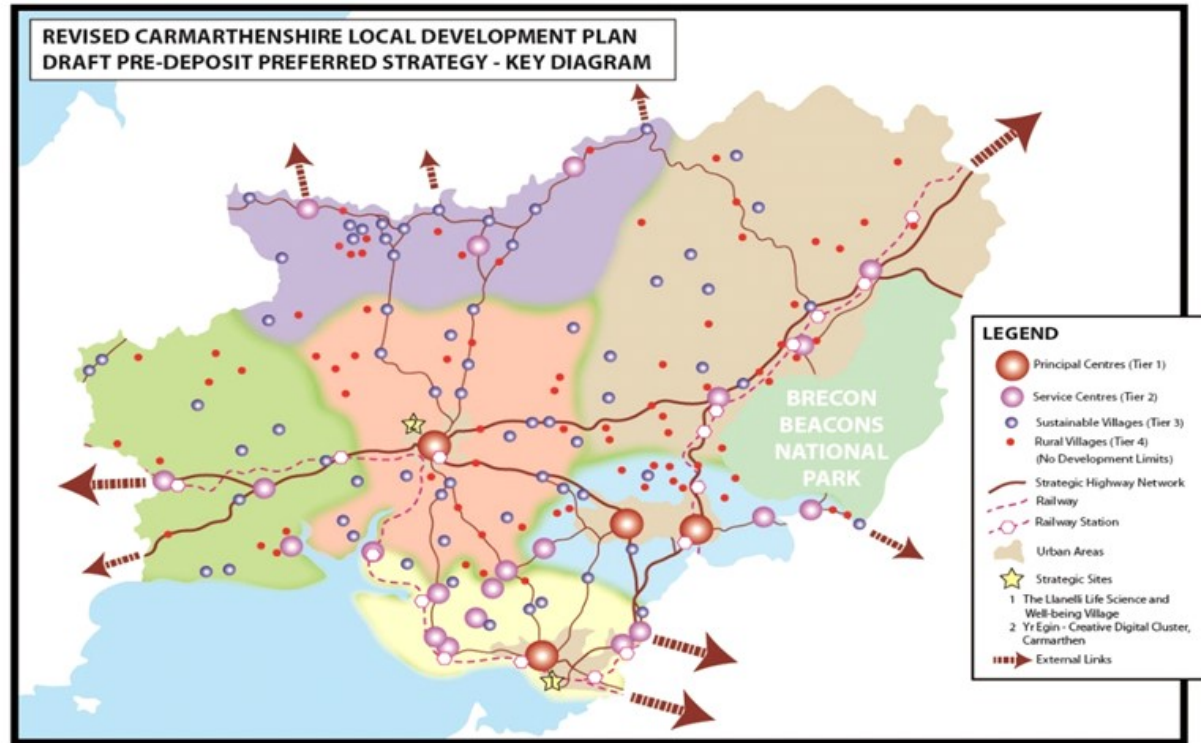 REVISED CARMARTHENSHIRE LOCAL DEVELOPMENT PLAN
DRAFT PRE-DEPOSIT PREFERRED STRATEGY - KEY DIAGRAM
2
BRECON
BEACONS
NATIONAL
PARK
1
LEGEND
Principal Centres (Tier 1)
Service Centres (Tier 2)
Sustainable Villages (Tier 3)
Rural Villages (Tier 4)
(No Development Limits)
Strategic Highway Network
Railway
Railway Station
Urban Areas
Strategic Sites
1 The Llanelli Life Science and
Well-being Village
2 Yr Egin - Creative Digital Cluster,
Carmarthen
External Links